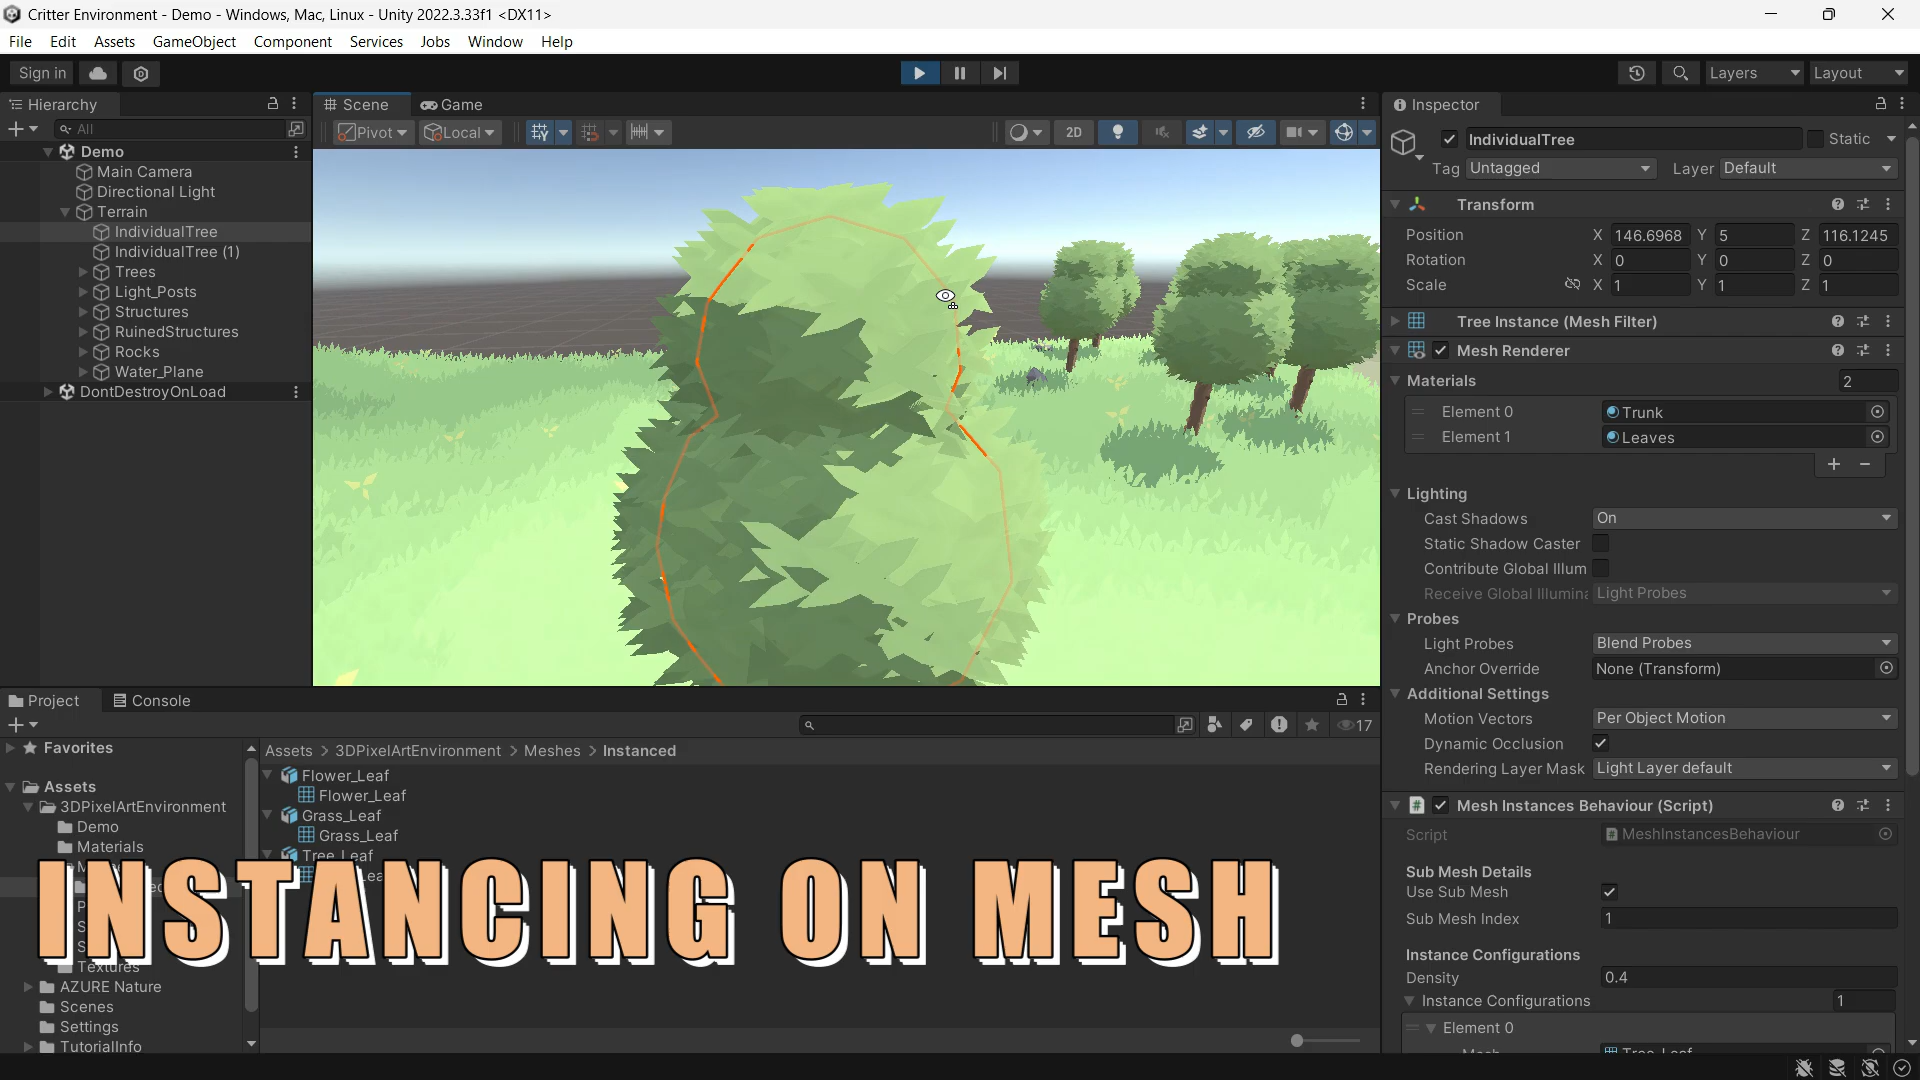 Critter Environment - Demo - Windows, Mac, Linux - Unity 2022.3.33f1 <DX11>
File Edit Assets GameObject Component Services Jobs Window Help
Sign in
Layers
Layout
Hierarchy
All
Demo
Main Camera
Directional Light
Terrain
IndividualTree
IndividualTree (1)
Trees
Light_Posts
Structures
RuinedStructures
Rocks
Water_Plane
DontDestroyOnLoad
Scene
Game
Pivot
Local
2D
Inspector
IndividualTree
Static
Tag Untagged
Layer Default
Transform
Position X 146.6968 Y 5 Z 116.1245
Rotation X 0 Y 0 Z 0
Scale X 1 Y 1 Z 1
Tree Instance (Mesh Filter)
Mesh Renderer
Materials 2
Element 0 Trunk
Element 1 Leaves
Lighting
Cast Shadows On
Static Shadow Caster
Contribute Global Illum
Receive Global Illumina Light Probes
Probes
Light Probes Blend Probes
Anchor Override None (Transform)
Additional Settings
Motion Vectors Per Object Motion
Dynamic Occlusion
Rendering Layer Mask Light Layer default
Mesh Instances Behaviour (Script)
Script MeshInstancesBehaviour
Sub Mesh Details
Use Sub Mesh
Sub Mesh Index 1
Instance Configurations
Density 0.4
Instance Configurations 1
Element 0
Project
Console
17
Favorites
Assets
3DPixelArtEnvironment
Demo
Materials
Textures
AZURE Nature
Scenes
Settings
TutorialInfo
Assets > 3DPixelArtEnvironment > Meshes > Instanced
Flower_Leaf
Flower_Leaf
Grass_Leaf
Grass_Leaf
Tree_Leaf
INSTANCING ON MESH